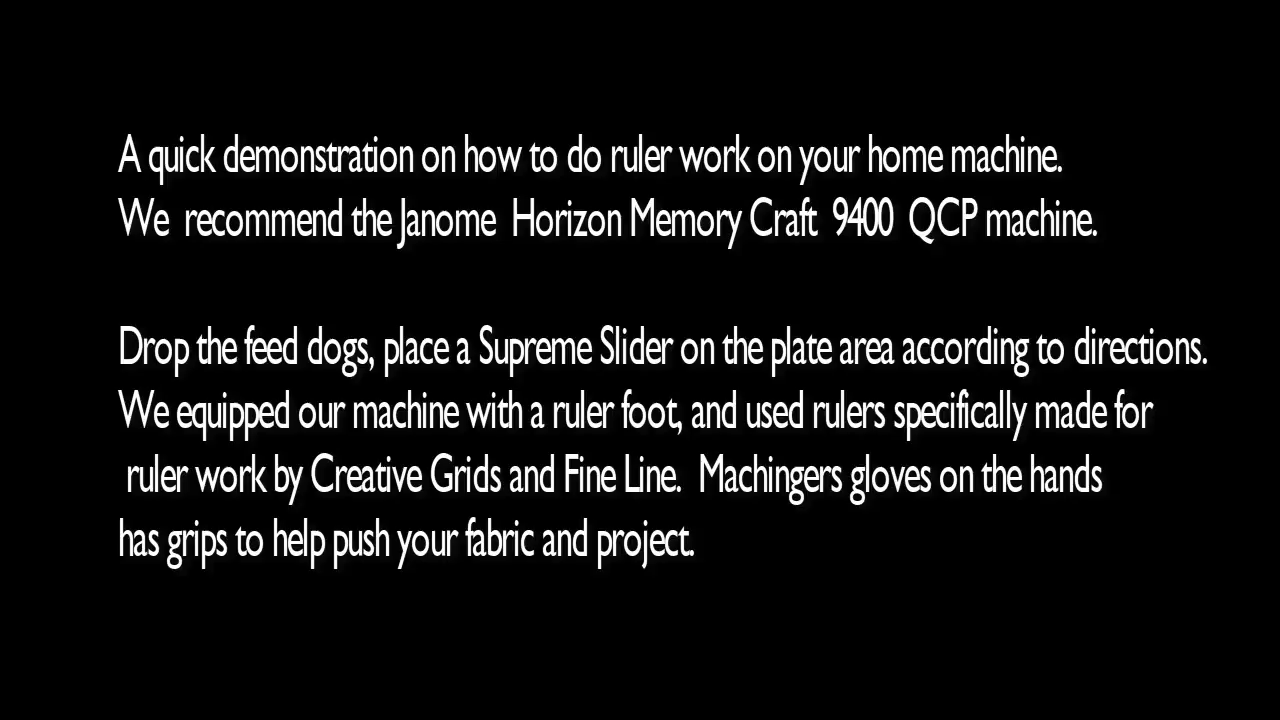 A quick demonstration on how to do ruler work on your home machine.
We recommend the Janome Horizon Memory Craft 9400 QCP machine.
Drop the feed dogs, place a Supreme Slider on the plate area according to directions.
We equipped our machine with a ruler foot, and used rulers specifically made for
ruler work by Creative Grids and Fine Line. Machingers gloves on the hands
has grips to help push your fabric and project.